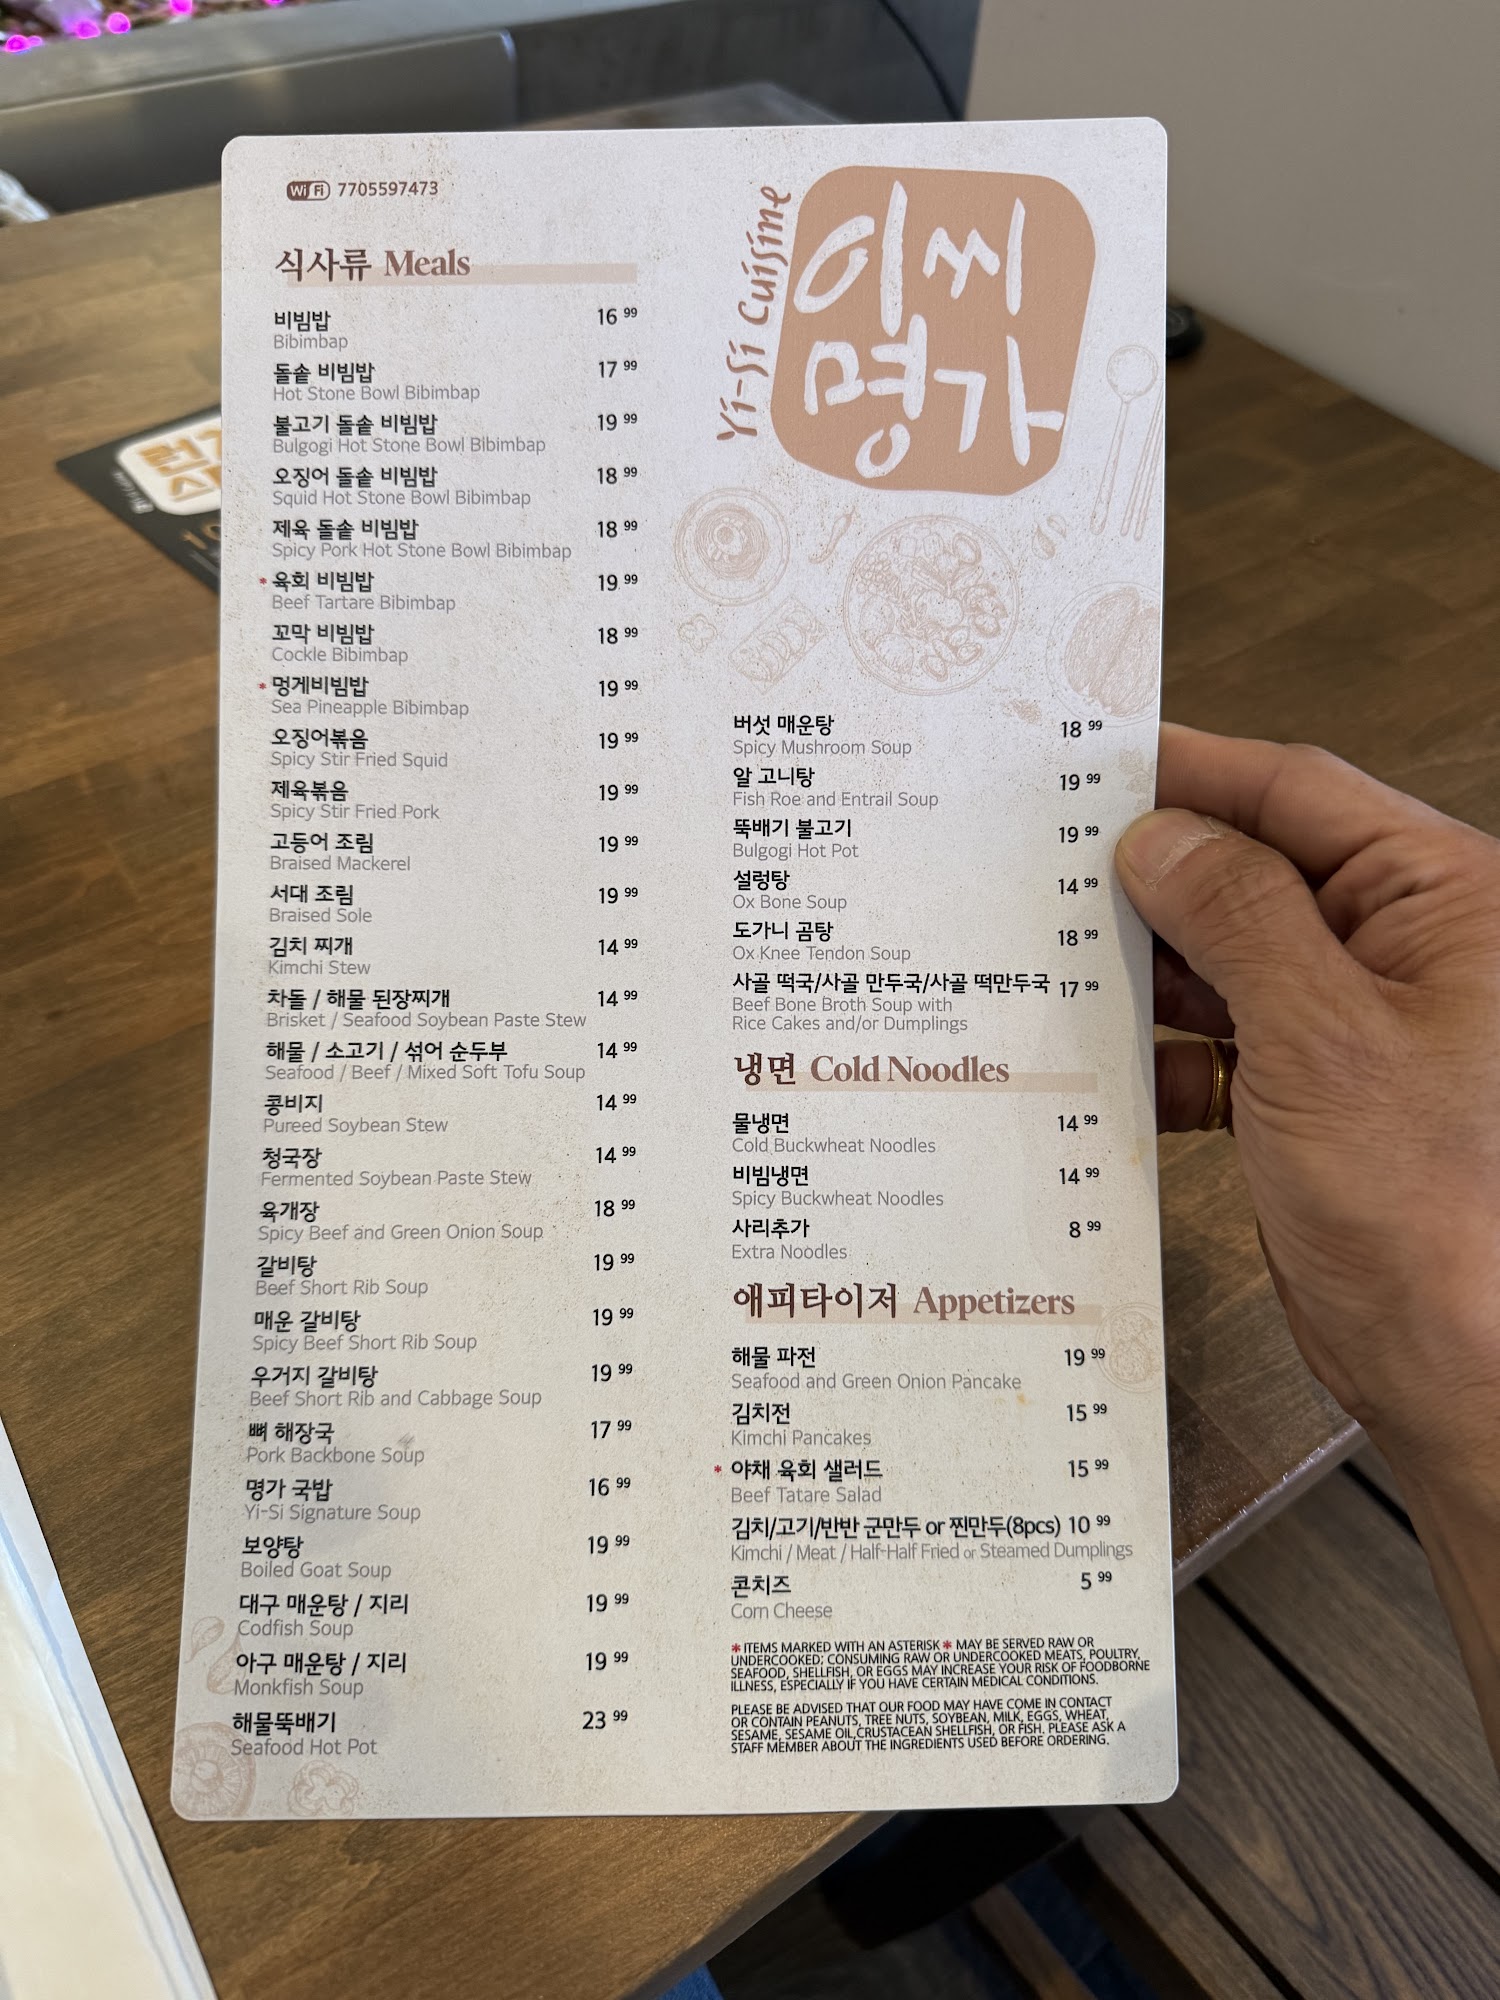 WiFi 7705597473
식사류 Meals
비빔밥 16 99
Bibimbap
돌솥 비빔밥 17 99
Hot Stone Bowl Bibimbap
불고기 돌솥 비빔밥 19 99
Bulgogi Hot Stone Bowl Bibimbap
오징어 돌솥 비빔밥 18 99
Squid Hot Stone Bowl Bibimbap
제육 돌솥 비빔밥 18 99
Spicy Pork Hot Stone Bowl Bibimbap
* 육회 비빔밥 19 99
Beef Tartare Bibimbap
꼬막 비빔밥 18 99
Cockle Bibimbap
* 멍게비빔밥 19 99
Sea Pineapple Bibimbap
오징어볶음 19 99
Spicy Stir Fried Squid
제육볶음 19 99
Spicy Stir Fried Pork
고등어 조림 19 99
Braised Mackerel
서대 조림 19 99
Braised Sole
김치 찌개 14 99
Kimchi Stew
차돌 / 해물 된장찌개 14 99
Brisket / Seafood Soybean Paste Stew
해물 / 소고기 / 섞어 순두부 14 99
Seafood / Beef / Mixed Soft Tofu Soup
콩비지 14 99
Pureed Soybean Stew
청국장 14 99
Fermented Soybean Paste Stew
육개장 18 99
Spicy Beef and Green Onion Soup
갈비탕 19 99
Beef Short Rib Soup
매운 갈비탕 19 99
Spicy Beef Short Rib Soup
우거지 갈비탕 19 99
Beef Short Rib and Cabbage Soup
뼈 해장국 17 99
Pork Backbone Soup
명가 국밥 16 99
Yi-Si Signature Soup
보양탕 19 99
Boiled Goat Soup
대구 매운탕 / 지리 19 99
Codfish Soup
아구 매운탕 / 지리 19 99
Monkfish Soup
해물뚝배기 23 99
Seafood Hot Pot
Yi-Si Cuisine
이씨
명가
버섯 매운탕 18 99
Spicy Mushroom Soup
알 고니탕 19 99
Fish Roe and Entrail Soup
뚝배기 불고기 19 99
Bulgogi Hot Pot
설렁탕 14 99
Ox Bone Soup
도가니 곰탕 18 99
Ox Knee Tendon Soup
사골 떡국/사골 만두국/사골 떡만두국 17 99
Beef Bone Broth Soup with
Rice Cakes and/or Dumplings
냉면 Cold Noodles
물냉면 14 99
Cold Buckwheat Noodles
비빔냉면 14 99
Spicy Buckwheat Noodles
사리추가 8 99
Extra Noodles
애피타이저 Appetizers
해물 파전 19 99
Seafood and Green Onion Pancake
김치전 15 99
Kimchi Pancakes
* 야채 육회 샐러드 15 99
Beef Tatare Salad
김치/고기/반반 군만두 or 찐만두(8pcs) 10 99
Kimchi / Meat / Half-Half Fried or Steamed Dumplings
콘치즈 5 99
Corn Cheese
* ITEMS MARKED WITH AN ASTERISK * MAY BE SERVED RAW OR
UNDERCOOKED; CONSUMING RAW OR UNDERCOOKED MEATS, POULTRY,
SEAFOOD, SHELLFISH, OR EGGS MAY INCREASE YOUR RISK OF FOODBORNE
ILLNESS, ESPECIALLY IF YOU HAVE CERTAIN MEDICAL CONDITIONS.
PLEASE BE ADVISED THAT OUR FOOD MAY HAVE COME IN CONTACT
OR CONTAIN PEANUTS, TREE NUTS, SOYBEAN, MILK, EGGS, WHEAT,
SESAME, SESAME OIL,CRUSTACEAN SHELLFISH, OR FISH. PLEASE ASK A
STAFF MEMBER ABOUT THE INGREDIENTS USED BEFORE ORDERING.